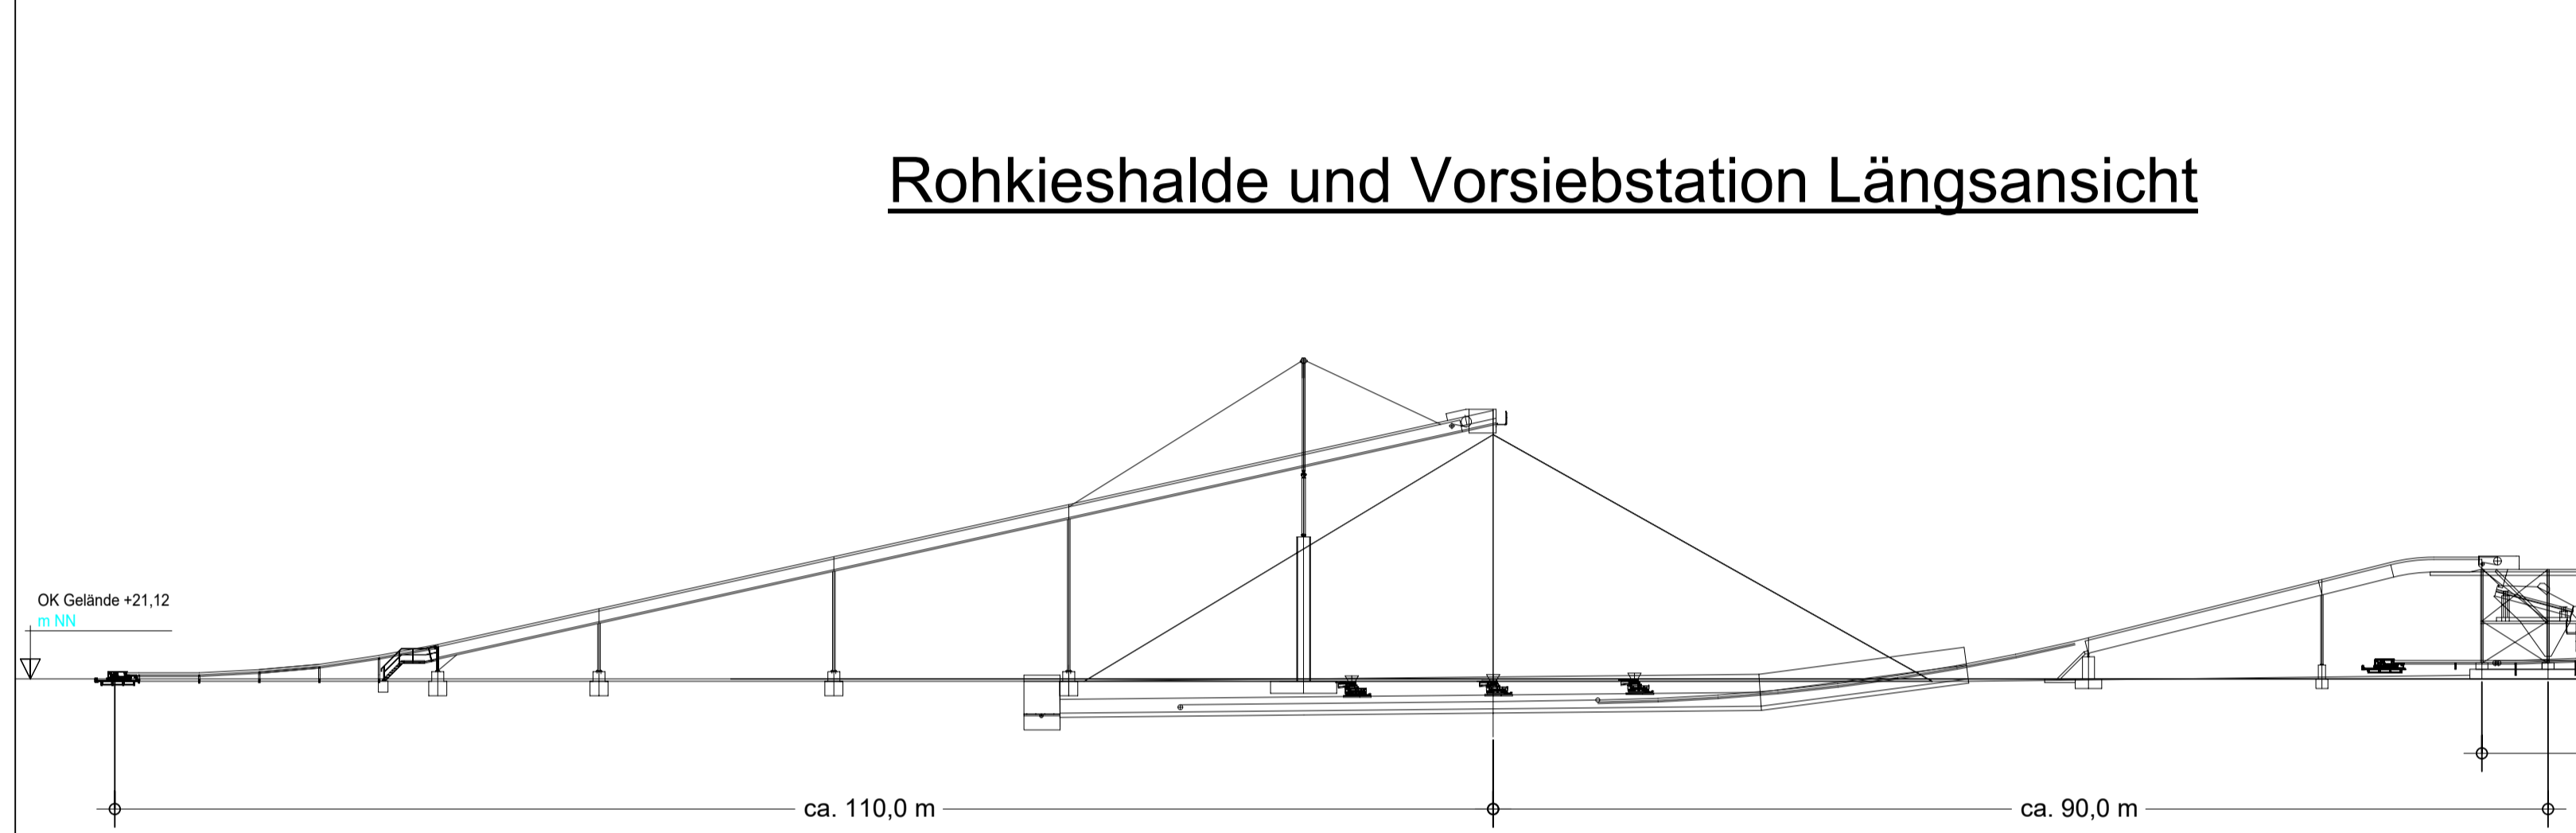 Rohkieshalde und Vorsiebstation Längsansicht
OK Gelände +21,12
m NN
ca. 110,0 m
ca. 90,0 m